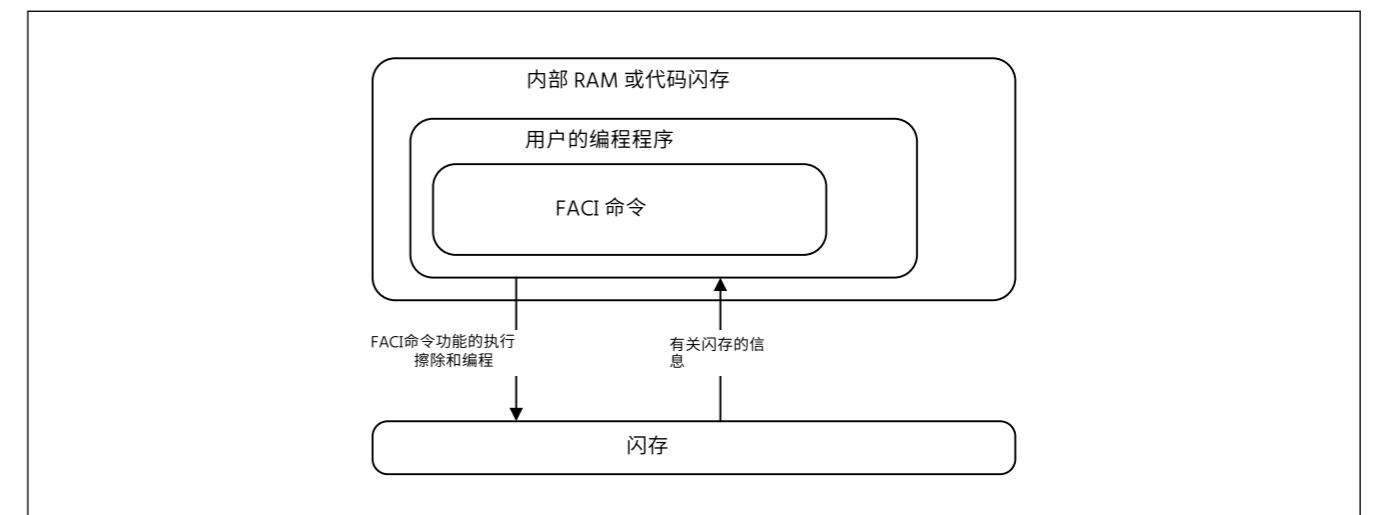 内部 RAM 或代码闪存
用户的编程程序
FACI 命令
FACI命令功能的执行
擦除和编程
有关闪存的信
息
闪存